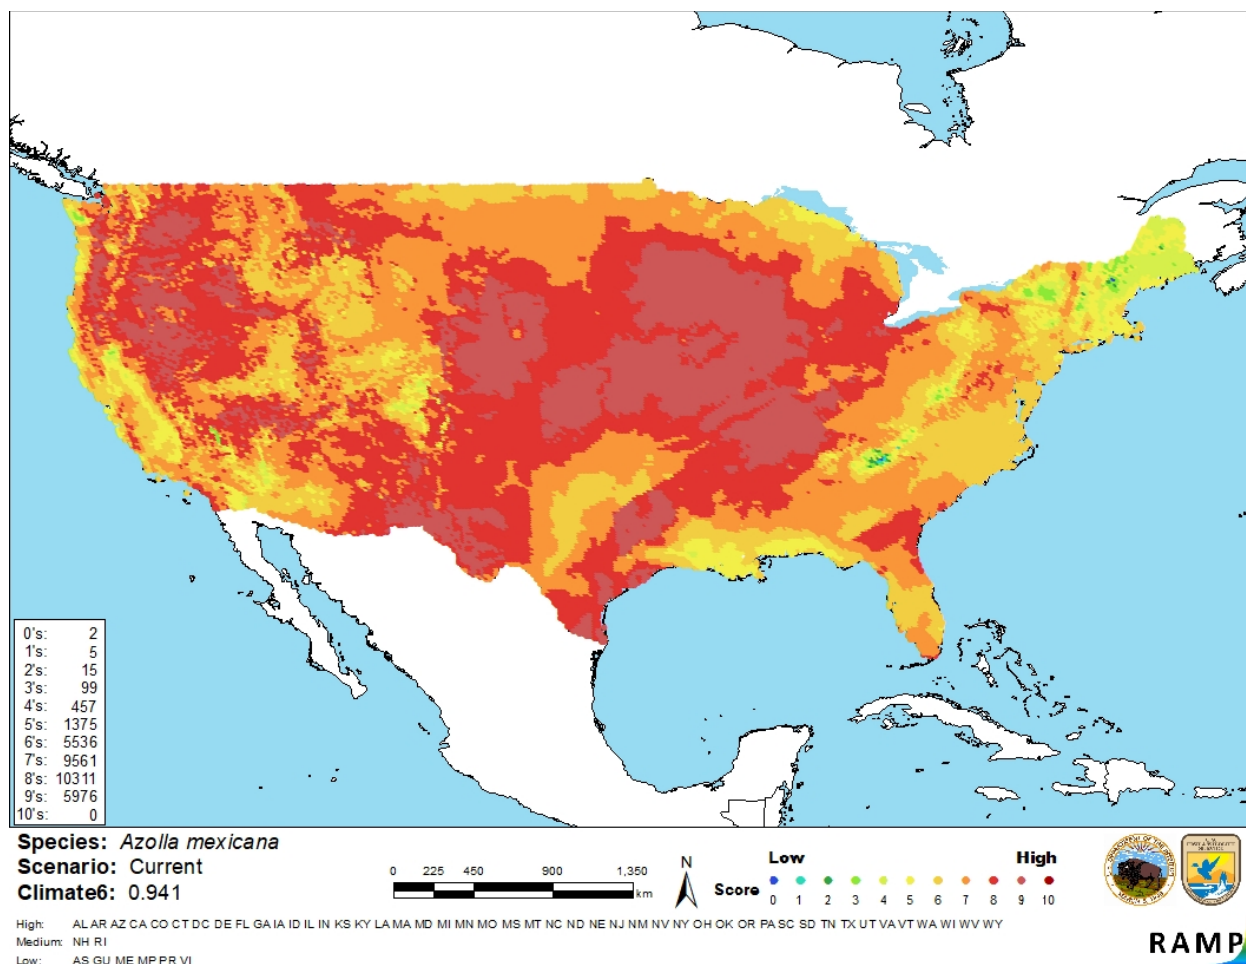 0's: 2
1's: 5
2's: 15
3's: 99
4's: 457
5's: 1375
6's: 5536
7's: 9561
8's: 10311
9's: 5976
10's: 0
Species: Azolla mexicana
Scenario: Current
Climate6: 0.941
0 225 450 900 1,350
km
N
Low High
Score
0 1 2 3 4 5 6 7 8 9 10
High: AL AR AZ CA CO CT DC DE FL GA IA ID IL IN KS KY LA MA MD MI MN MO MS MT NC ND NE NJ NM NV NY OH OK OR PA SC SD TN TX UT VA VT WA WI WV WY
Medium: NH RI
Low: AS GU ME MP PR VI
RAMP